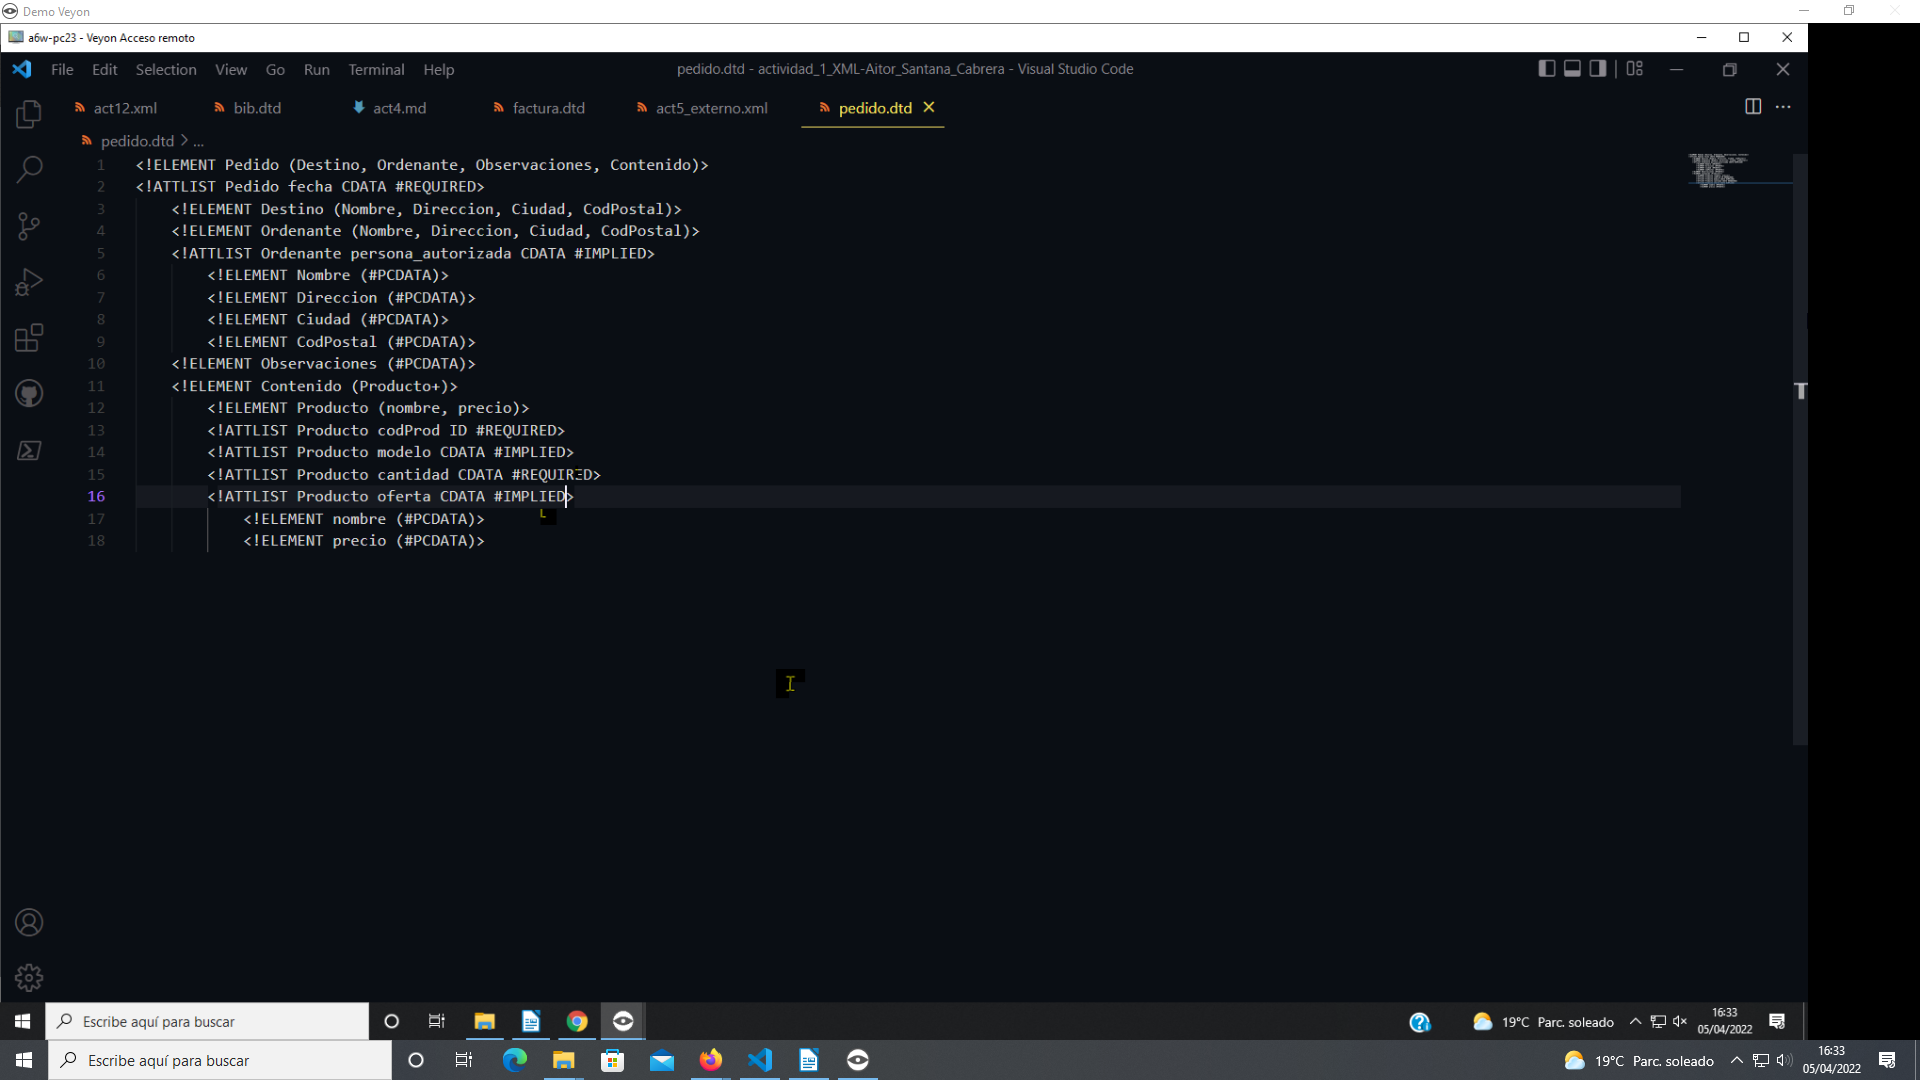 Demo Veyon
a6w-pc23 - Veyon Acceso remoto
File Edit Selection View Go Run Terminal Help
pedido.dtd - actividad_1_XML-Aitor_Santana_Cabrera - Visual Studio Code
act12.xml bib.dtd act4.md factura.dtd act5_externo.xml pedido.dtd
pedido.dtd > ...
1 <!ELEMENT Pedido (Destino, Ordenante, Observaciones, Contenido)>
2 <!ATTLIST Pedido fecha CDATA #REQUIRED>
3 <!ELEMENT Destino (Nombre, Direccion, Ciudad, CodPostal)>
4 <!ELEMENT Ordenante (Nombre, Direccion, Ciudad, CodPostal)>
5 <!ATTLIST Ordenante persona_autorizada CDATA #IMPLIED>
6 <!ELEMENT Nombre (#PCDATA)>
7 <!ELEMENT Direccion (#PCDATA)>
8 <!ELEMENT Ciudad (#PCDATA)>
9 <!ELEMENT CodPostal (#PCDATA)>
10 <!ELEMENT Observaciones (#PCDATA)>
11 <!ELEMENT Contenido (Producto+)>
12 <!ELEMENT Producto (nombre, precio)>
13 <!ATTLIST Producto codProd ID #REQUIRED>
14 <!ATTLIST Producto modelo CDATA #IMPLIED>
15 <!ATTLIST Producto cantidad CDATA #REQUIRED>
16 <!ATTLIST Producto oferta CDATA #IMPLIED>
17 <!ELEMENT nombre (#PCDATA)>
18 <!ELEMENT precio (#PCDATA)>
Escribe aquí para buscar
19°C Parc. soleado
16:33
05/04/2022
Escribe aquí para buscar
19°C Parc. soleado
16:33
05/04/2022